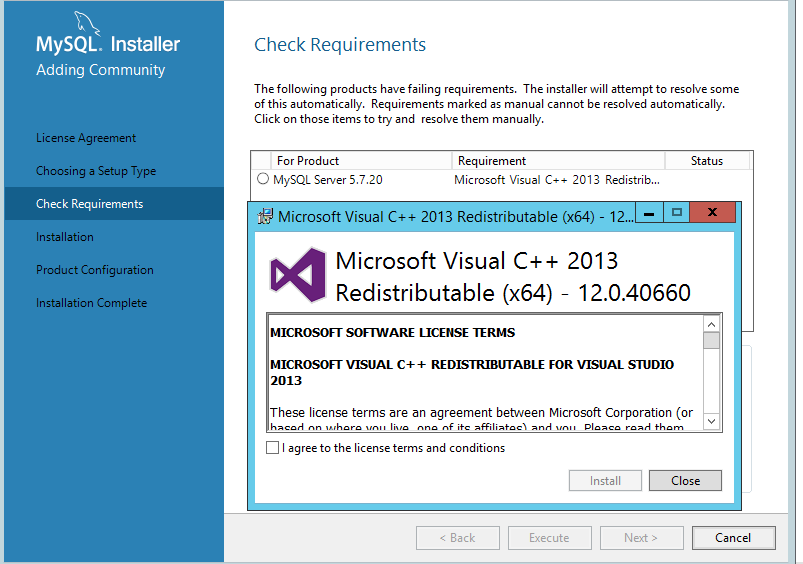 MySQL. Installer
Adding Community
License Agreement
Choosing a Setup Type
Check Requirements
Installation
Product Configuration
Installation Complete
Check Requirements
The following products have failing requirements. The installer will attempt to resolve some
of this automatically. Requirements marked as manual cannot be resolved automatically.
Click on those items to try and resolve them manually.
For Product Requirement Status
MySQL Server 5.7.20 Microsoft Visual C++ 2013 Redistrib...
Microsoft Visual C++ 2013 Redistributable (x64) - 12...
Microsoft Visual C++ 2013
Redistributable (x64) - 12.0.40660
MICROSOFT SOFTWARE LICENSE TERMS
MICROSOFT VISUAL C++ REDISTRIBUTABLE FOR VISUAL STUDIO
2013
These license terms are an agreement between Microsoft Corporation (or
based on where you live, one of its affiliates) and you. Please read them.
I agree to the license terms and conditions
Install Close
< Back Execute Next > Cancel